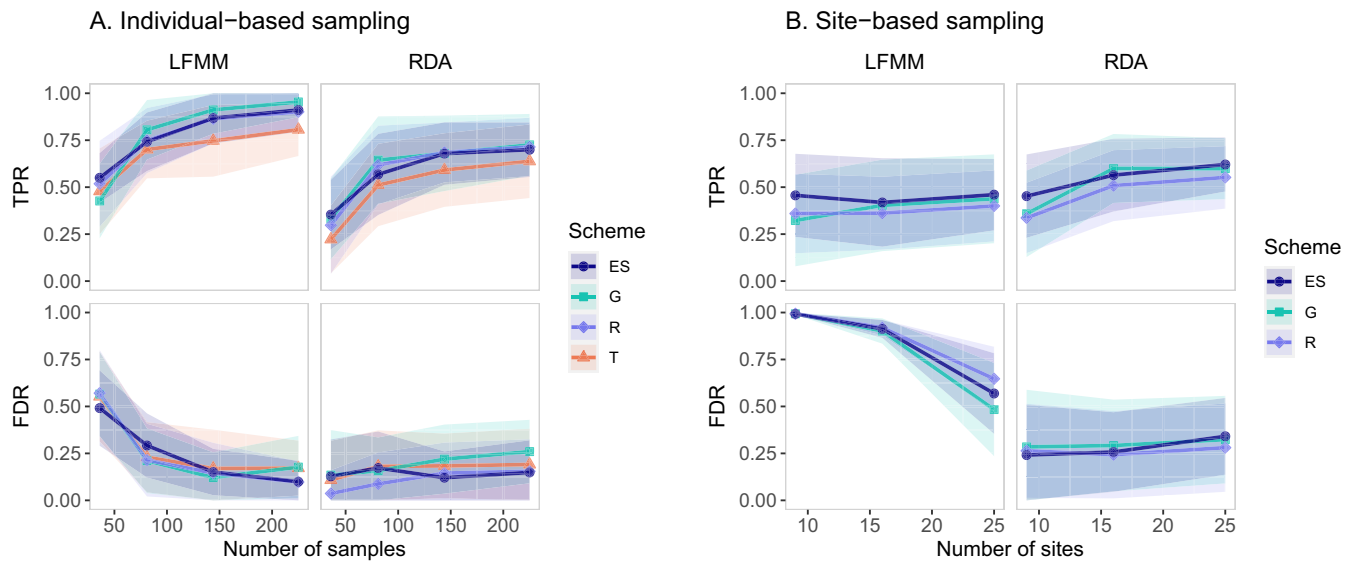 A. Individual−based sampling
LFMM
RDA
TPR
1.00
0.75
0.50
0.25
0.00
FDR
1.00
0.75
0.50
0.25
0.00
50 100 150 200
50 100 150 200
Number of samples
Scheme
ES
G
R
T
B. Site−based sampling
LFMM
RDA
TPR
1.00
0.75
0.50
0.25
0.00
FDR
1.00
0.75
0.50
0.25
0.00
10 15 20 25
10 15 20 25
Number of sites
Scheme
ES
G
R